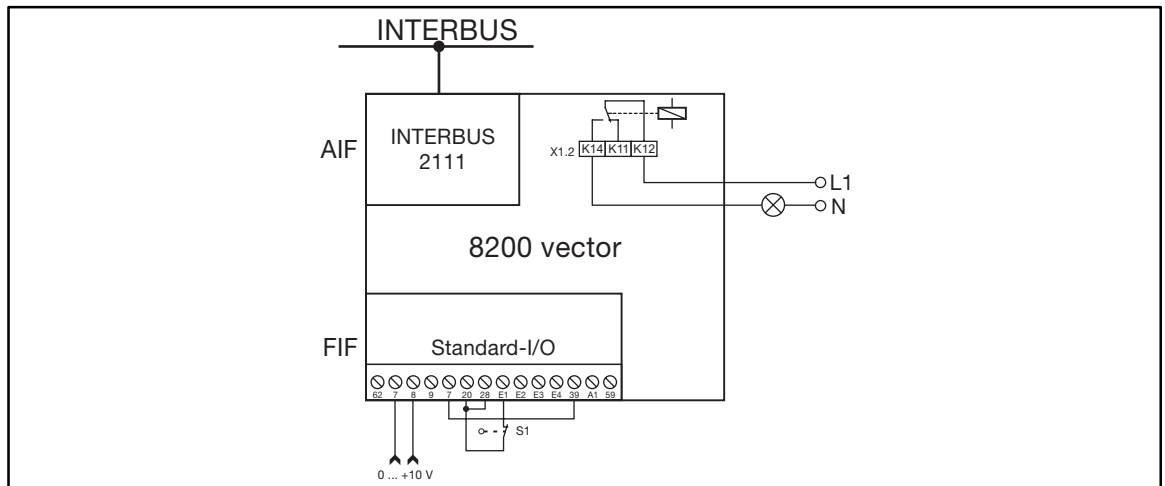 INTERBUS
AIF
INTERBUS
2111
X1.2 K14 K11 K12
L1
N
8200 vector
FIF
Standard-I/O
62 7 8 9 7 20 28 E1 E2 E3 E4 39 A1 59
S1
0 ... +10 V